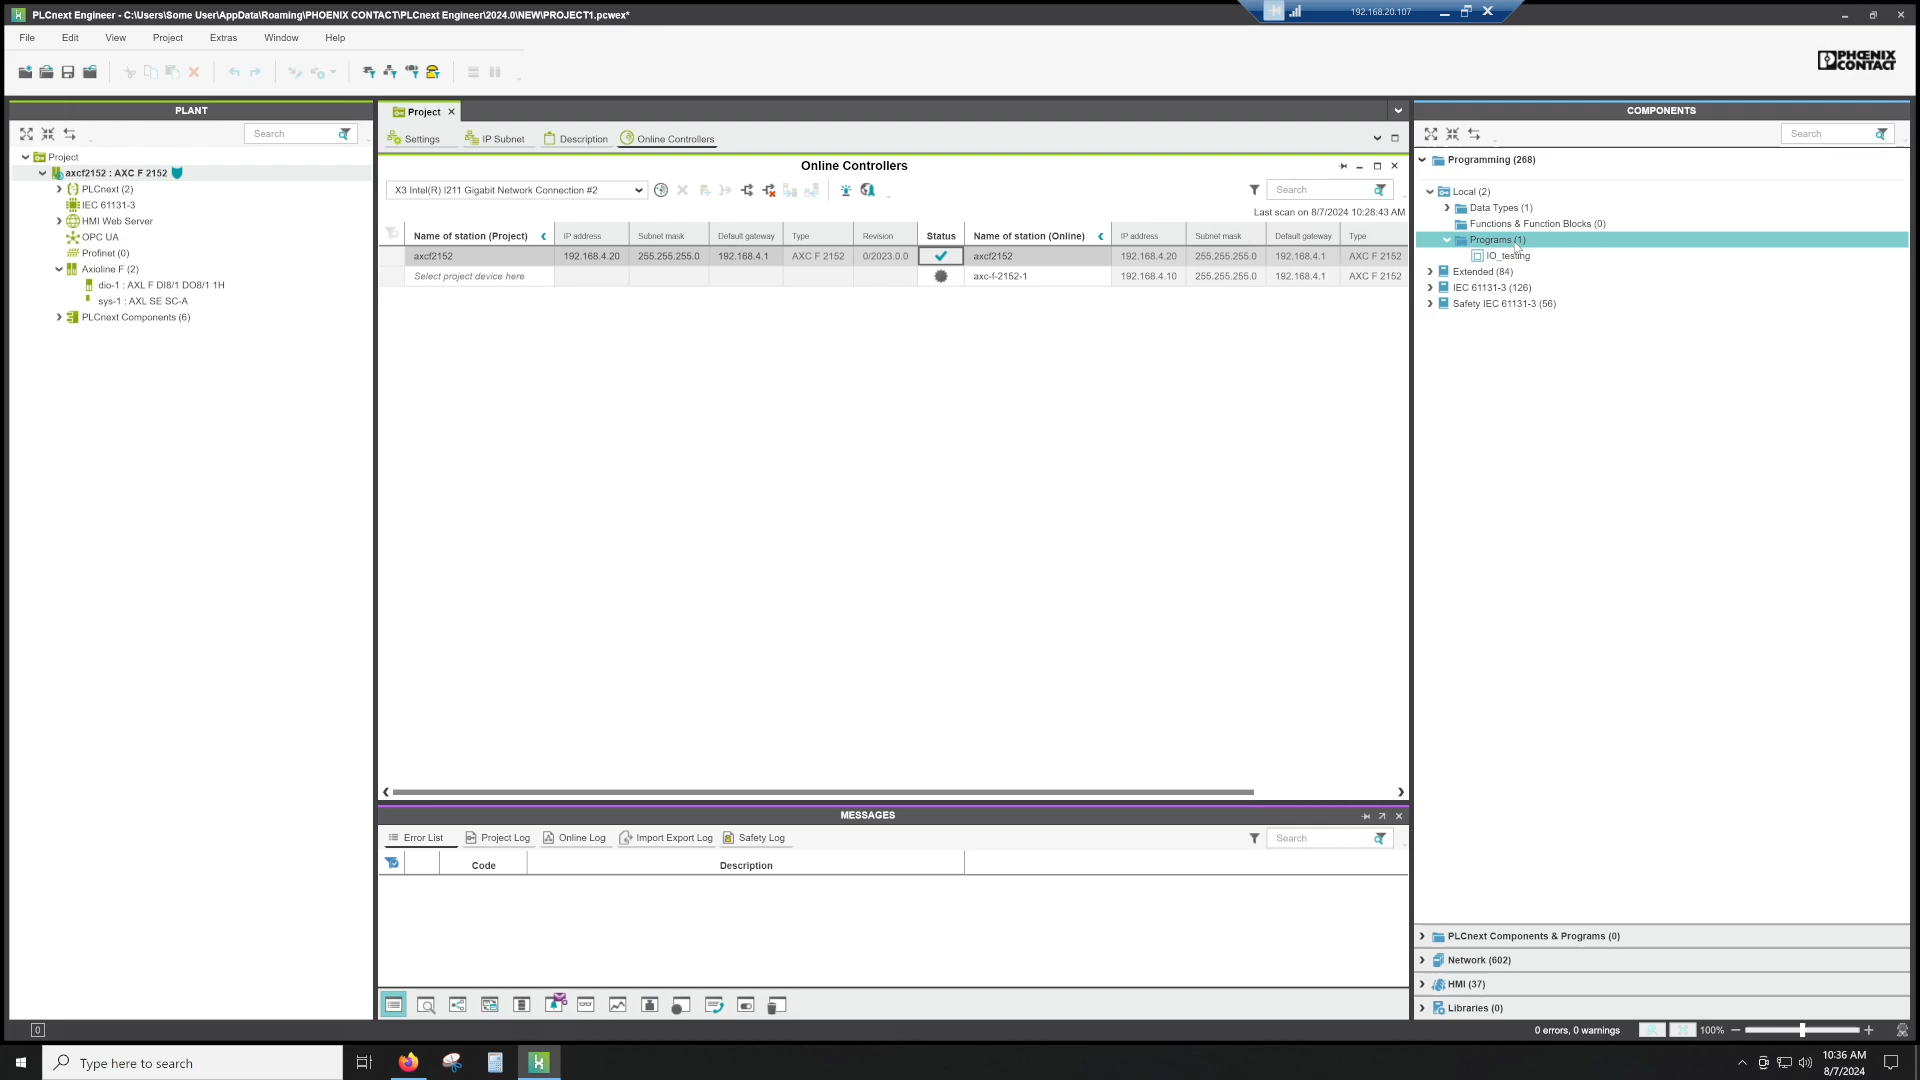 PLCnext Engineer - C:\Users\Some User\AppData\Roaming\PHOENIX CONTACT\PLCnext Engineer\2024.0\NEW\PROJECT1.pcwex*
192.168.20.107
File Edit View Project Extras Window Help
PHOENIX CONTACT
PLANT
Search
Project
axcf2152 : AXC F 2152
PLCnext (2)
IEC 61131-3
HMI Web Server
OPC UA
Profinet (0)
Axioline F (2)
dio-1 : AXL F DI8/1 DO8/1 1H
sys-1 : AXL SE SC-A
PLCnext Components (6)
Project
Settings IP Subnet Description Online Controllers
Online Controllers
X3 Intel(R) I211 Gigabit Network Connection #2
Search
Last scan on 8/7/2024 10:28:43 AM
Name of station (Project) IP address Subnet mask Default gateway Type Revision Status Name of station (Online) IP address Subnet mask Default gateway Type
axcf2152 192.168.4.20 255.255.255.0 192.168.4.1 AXC F 2152 0/2023.0.0 axcf2152 192.168.4.20 255.255.255.0 192.168.4.1 AXC F 2152
Select project device here axc-f-2152-1 192.168.4.10 255.255.255.0 192.168.4.1 AXC F 2152
MESSAGES
Error List Project Log Online Log Import Export Log Safety Log
Search
Code Description
COMPONENTS
Search
Programming (268)
Local (2)
Data Types (1)
Functions & Function Blocks (0)
Programs (1)
IO_testing
Extended (84)
IEC 61131-3 (126)
Safety IEC 61131-3 (56)
PLCnext Components & Programs (0)
Network (602)
HMI (37)
Libraries (0)
0
0 errors, 0 warnings
100%
Type here to search
10:36 AM
8/7/2024